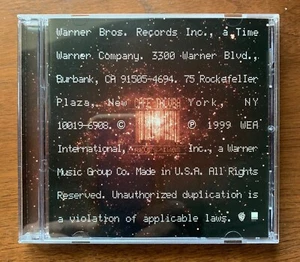 Warner Bros. Records Inc., a Time
Warner Company. 3300 Warner Blvd.,
Burbank, CA 91505-4694. 75 Rockefeller
Plaza, New York, NY
CAFE TACUBA
10019-6908. © ℗ 1999 WEA
International, Inc., a Warner
Music Group Co. Made in U.S.A. All Rights
Reserved. Unauthorized duplication is
a violation of applicable laws.